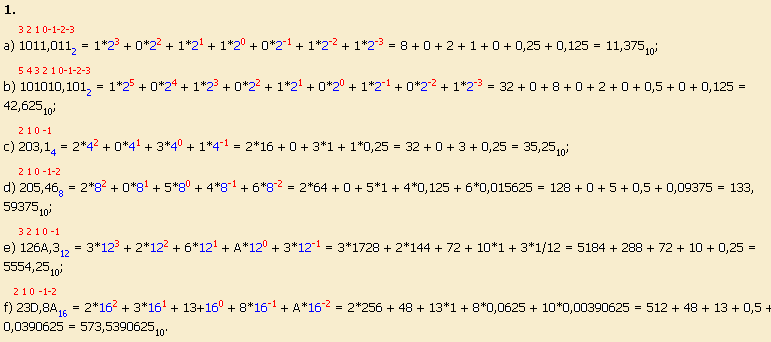 1.
3 2 1 0-1-2-3
a) 1011,011₂ = 1*2³ + 0*2² + 1*2¹ + 1*2⁰ + 0*2⁻¹ + 1*2⁻² + 1*2⁻³ = 8 + 0 + 2 + 1 + 0 + 0,25 + 0,125 = 11,375₁₀;
5 4 3 2 1 0-1-2-3
b) 101010,101₂ = 1*2⁵ + 0*2⁴ + 1*2³ + 0*2² + 1*2¹ + 0*2⁰ + 1*2⁻¹ + 0*2⁻² + 1*2⁻³ = 32 + 0 + 8 + 0 + 2 + 0 + 0,5 + 0 + 0,125 =
42,625₁₀;
2 1 0 -1
c) 203,1₄ = 2*4² + 0*4¹ + 3*4⁰ + 1*4⁻¹ = 2*16 + 0 + 3*1 + 1*0,25 = 32 + 0 + 3 + 0,25 = 35,25₁₀;
2 1 0 -1-2
d) 205,46₈ = 2*8² + 0*8¹ + 5*8⁰ + 4*8⁻¹ + 6*8⁻² = 2*64 + 0 + 5*1 + 4*0,125 + 6*0,015625 = 128 + 0 + 5 + 0,5 + 0,09375 = 133,
59375₁₀;
3 2 1 0 -1
e) 126A,3₁₂ = 3*12³ + 2*12² + 6*12¹ + A*12⁰ + 3*12⁻¹ = 3*1728 + 2*144 + 72 + 10*1 + 3*1/12 = 5184 + 288 + 72 + 10 + 0,25 =
5554,25₁₀;
2 1 0 -1-2
f) 23D,8A₁₆ = 2*16² + 3*16¹ + 13+16⁰ + 8*16⁻¹ + A*16⁻² = 2*256 + 48 + 13*1 + 8*0,0625 + 10*0,00390625 = 512 + 48 + 13 + 0,5 +
0,0390625 = 573,5390625₁₀.